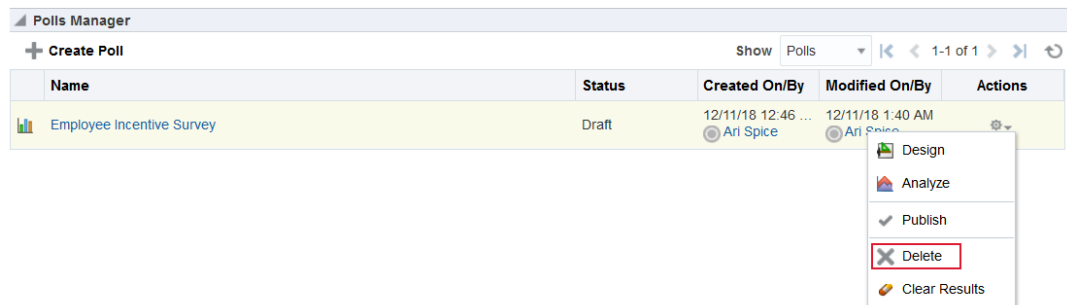 Polls Manager
Create Poll Show Polls 1-1 of 1
Name Status Created On/By Modified On/By Actions
Employee Incentive Survey Draft 12/11/18 12:46 ... 12/11/18 1:40 AM
Ari Spice Ari Spice
Design
Analyze
Publish
Delete
Clear Results